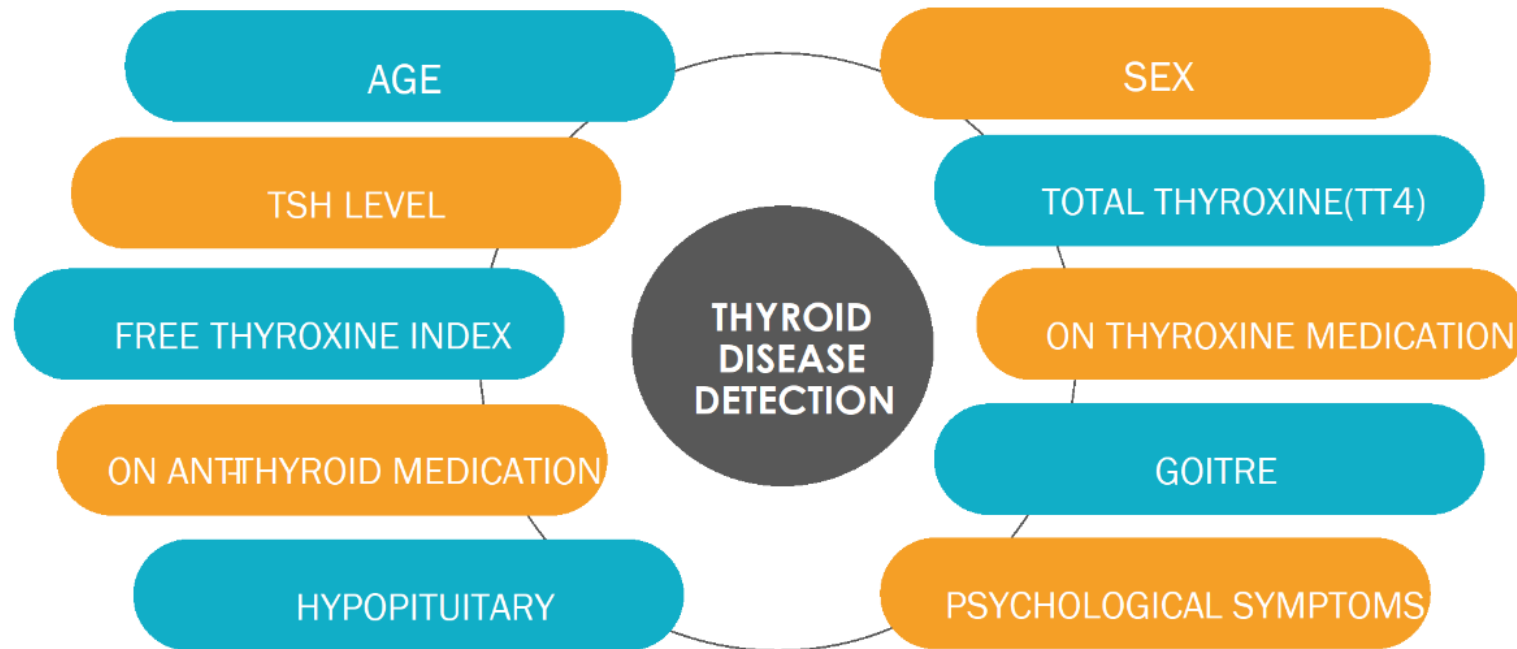 AGE
SEX
TSH LEVEL
TOTAL THYROXINE(TT4)
FREE THYROXINE INDEX
THYROID
DISEASE
DETECTION
ON THYROXINE MEDICATION
ON ANTI-THYROID MEDICATION
GOITRE
HYPOPITUITARY
PSYCHOLOGICAL SYMPTOMS